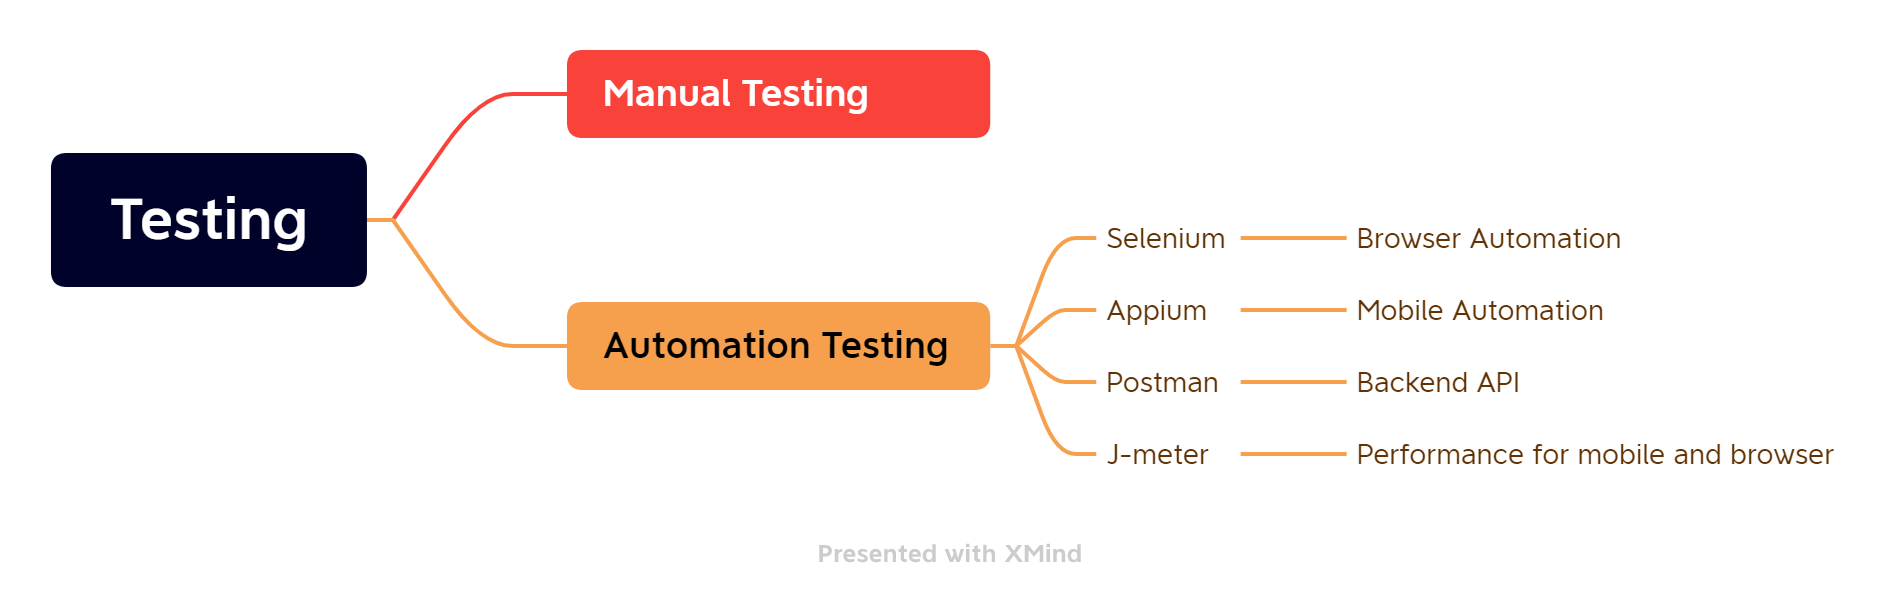 Testing
Manual Testing
Automation Testing
Selenium
Browser Automation
Appium
Mobile Automation
Postman
Backend API
J-meter
Performance for mobile and browser
Presented with XMind